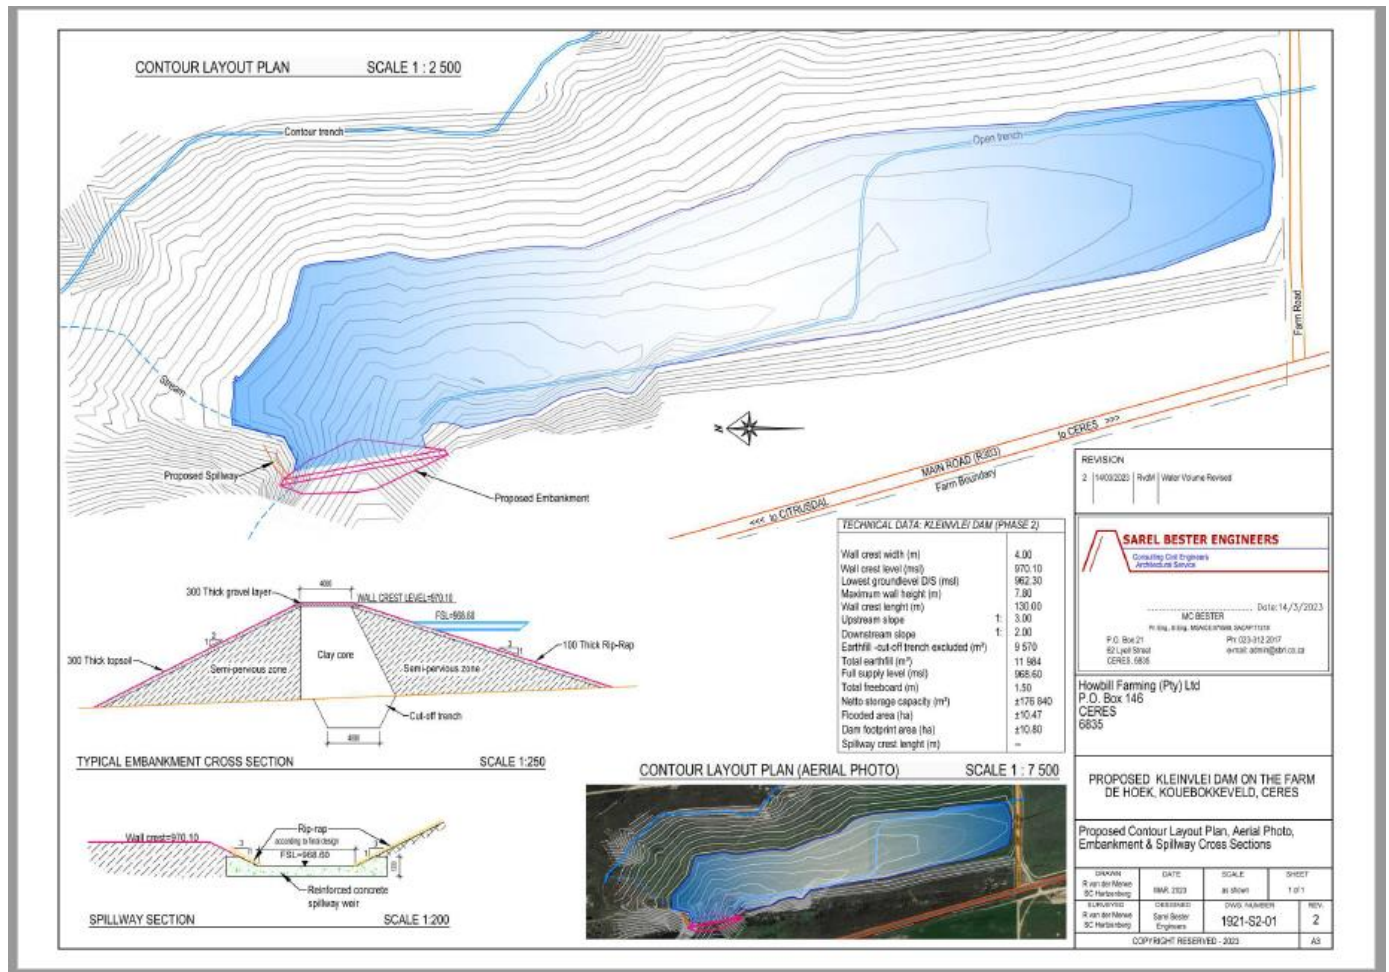 CONTOUR LAYOUT PLAN SCALE 1 : 2 500
Contour trench
Open trench
Stream
Farm Road
N
Proposed Spillway
Proposed Embankment
to CERES >>>
MAIN ROAD (R303)
Farm Boundary
<<< to CITRUSDAL
TECHNICAL DATA: KLEINVLEI DAM (PHASE 2)
Wall crest width (m) 4.00
Wall crest level (msl) 970.10
Lowest groundlevel D/S (msl) 962.30
Maximum wall height (m) 7.80
Wall crest lenght (m) 130.00
Upstream slope 1: 3.00
Downstream slope 1: 2.00
Earthfill -cut-off trench excluded (m³) 9 570
Total earthfill (m³) 11 984
Full supply level (msl) 968.60
Total freeboard (m) 1.50
Netto storage capacity (m³) ±176 840
Flooded area (ha) ±10.47
Dam footprint area (ha) ±10.80
Spillway crest lenght (m) –
300 Thick gravel layer
4000
WALL CREST LEVEL=970.10
FSL=968.60
2
1
3
1
300 Thick topsoil
Semi-pervious zone
Clay core
Semi-pervious zone
100 Thick Rip-Rap
Cut-off trench
4000
TYPICAL EMBANKMENT CROSS SECTION SCALE 1:250
Wall crest=970.10
Rip-rap
according to final design
FSL=968.60
Reinforced concrete
spillway weir
SPILLWAY SECTION SCALE 1:200
CONTOUR LAYOUT PLAN (AERIAL PHOTO) SCALE 1 : 7 500
REVISION
2 14/03/2023 RvdM Water Volume Revised
SAREL BESTER ENGINEERS
Consulting Civil Engineers
Architectural Service
Date:14/3/2023
MC BESTER
P.O. Box 21 Ph: 023-312 2017
62 Lyell Street e-mail: admin@sbri.co.za
CERES, 6835
Howbill Farming (Pty) Ltd
P.O. Box 146
CERES
6835
PROPOSED KLEINVLEI DAM ON THE FARM
DE HOEK, KOUEBOKKEVELD, CERES
Proposed Contour Layout Plan, Aerial Photo,
Embankment & Spillway Cross Sections
DRAWN DATE SCALE SHEET
R van der Merwe
SC Hartzenberg MAR. 2023 as shown 1 of 1
SURVEYED DESIGNED DWG. NUMBER REV.
R van der Merwe
SC Hartzenberg Sarel Bester
Engineers 1921-S2-01 2
COPYRIGHT RESERVED - 2023 A3